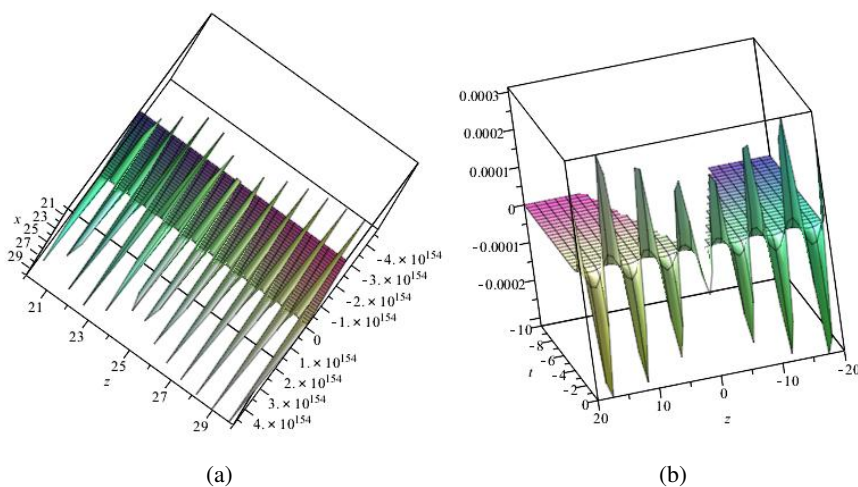 x
21
23
25
27
29
21
23
25
z
27
29
-4. × 10^154
-3. × 10^154
-2. × 10^154
-1. × 10^154
0
1. × 10^154
2. × 10^154
3. × 10^154
4. × 10^154
(a)
0.0003
0.0002
0.0001
0
-0.0001
-0.0002
-10
-8
-6
t
-4
-2
0
20
10
0
z
-10
-20
(b)